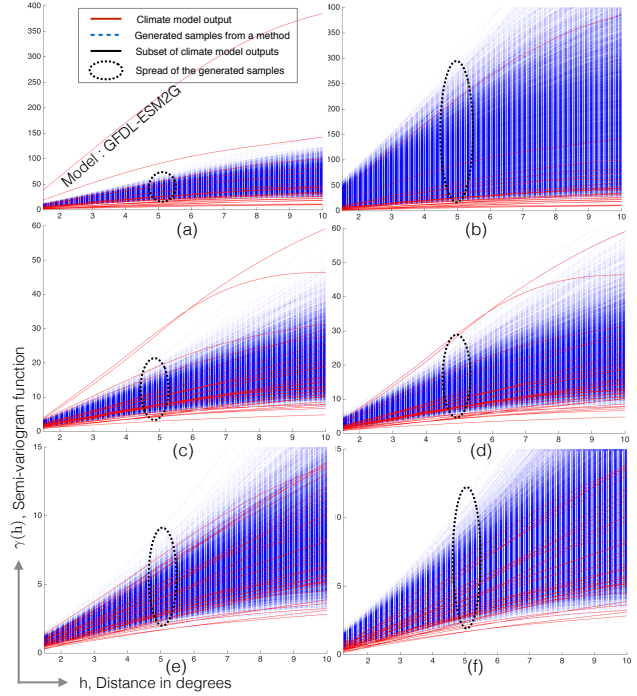 Climate model output
Generated samples from a method
Subset of climate model outputs
Spread of the generated samples
Model : GFDL-ESM2G
400
350
300
250
200
150
100
50
0
2 3 4 5 6 7 8 9 10
(a)
400
350
300
250
200
150
100
50
0
2 3 4 5 6 7 8 9 10
(b)
60
50
40
30
20
10
0
2 3 4 5 6 7 8 9 10
(c)
60
50
40
30
20
10
0
2 3 4 5 6 7 8 9 10
(d)
15
10
5
0
2 3 4 5 6 7 8 9 10
(e)
15
10
5
0
2 3 4 5 6 7 8 9 10
(f)
γ(h), Semi-variogram function
h, Distance in degrees